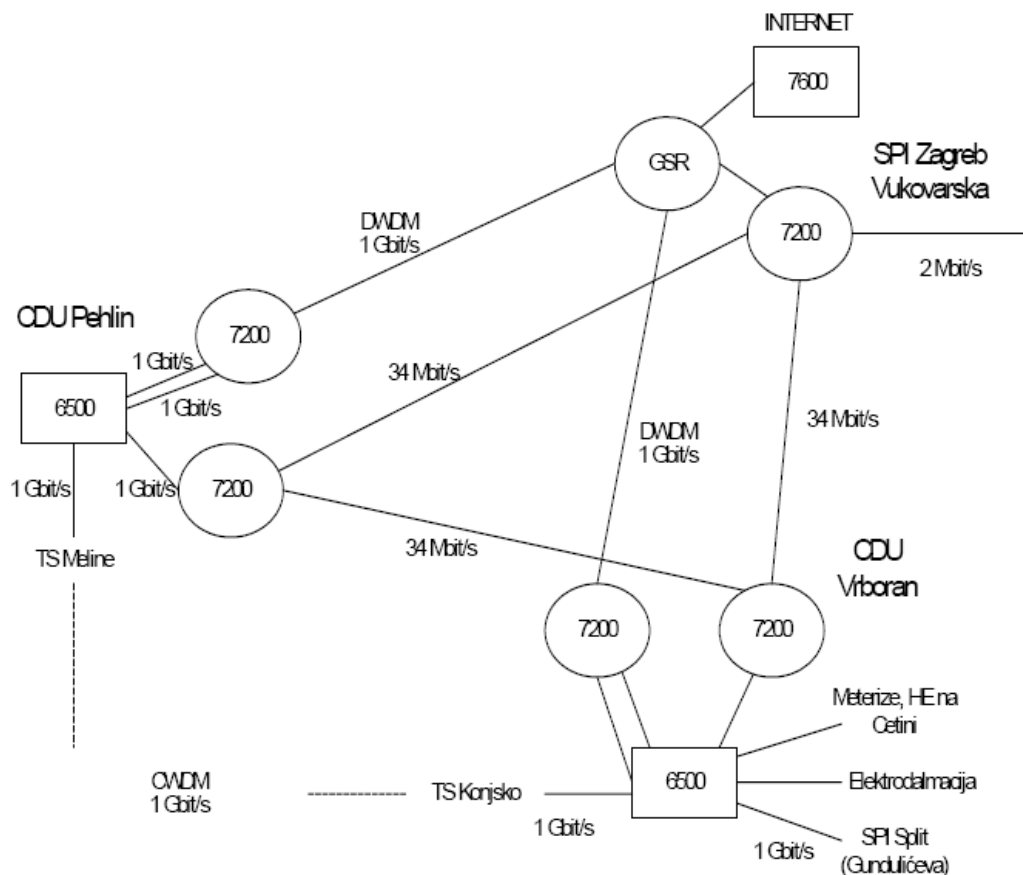 INTERNET
7600
GSR
SPI Zagreb
Vukovarska
DWDM
1 Gbit/s
7200
2 Mbit/s
CDU Pehlin
7200
1 Gbit/s
34 Mbit/s
1 Gbit/s
6500
DWDM
1 Gbit/s
34 Mbit/s
1 Gbit/s
1 Gbit/s
7200
34 Mbit/s
TS Meline
CDU
Vrboran
7200
7200
Meterize, HE na
Cetini
CWDM
1 Gbit/s
TS Konjsko
6500
Elektrodalmacija
1 Gbit/s
1 Gbit/s
SPI Split
(Gundulićeva)